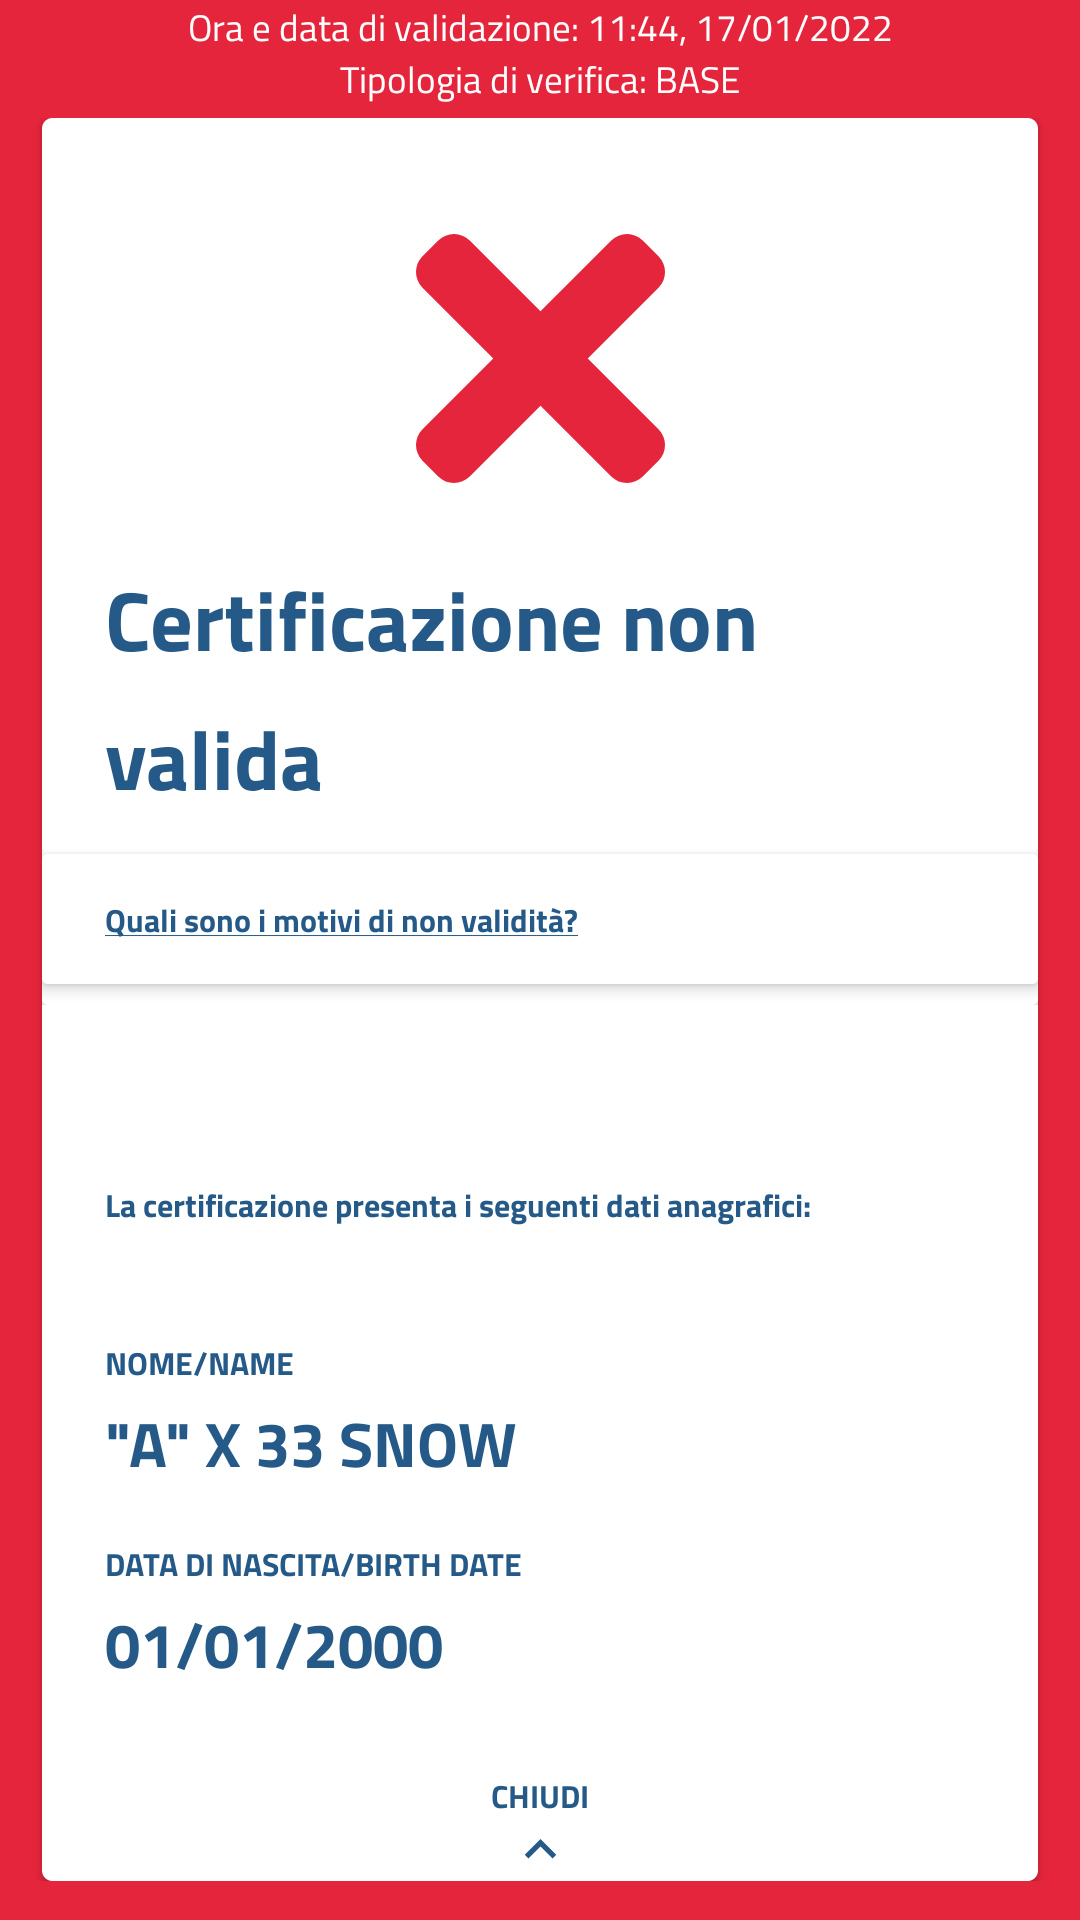 Ora e data di validazione: 11:44, 17/01/2022
Tipologia di verifica: BASE
Certificazione non
valida
Quali sono i motivi di non validità?
La certificazione presenta i seguenti dati anagrafici:
NOME/NAME
"A" X 33 SNOW
DATA DI NASCITA/BIRTH DATE
01/01/2000
CHIUDI